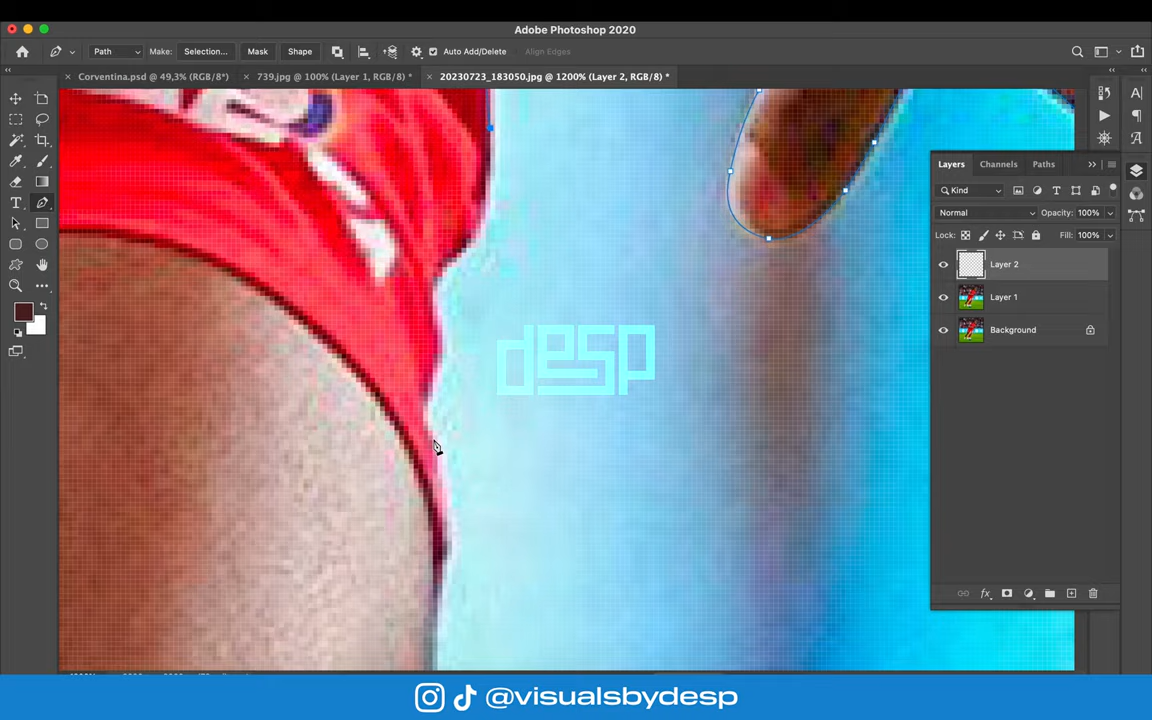 Adobe Photoshop 2020
Path Make: Selection... Mask Shape Auto Add/Delete Align Edges
Corventina.psd @ 49,3% (RGB/8*) 739.jpg @ 100% (Layer 1, RGB/8) * 20230723_183050.jpg @ 1200% (Layer 2, RGB/8) *
Layers Channels Paths
Kind
Normal Opacity: 100%
Lock: Fill: 100%
Layer 2
Layer 1
Background
desp
@visualsbydesp